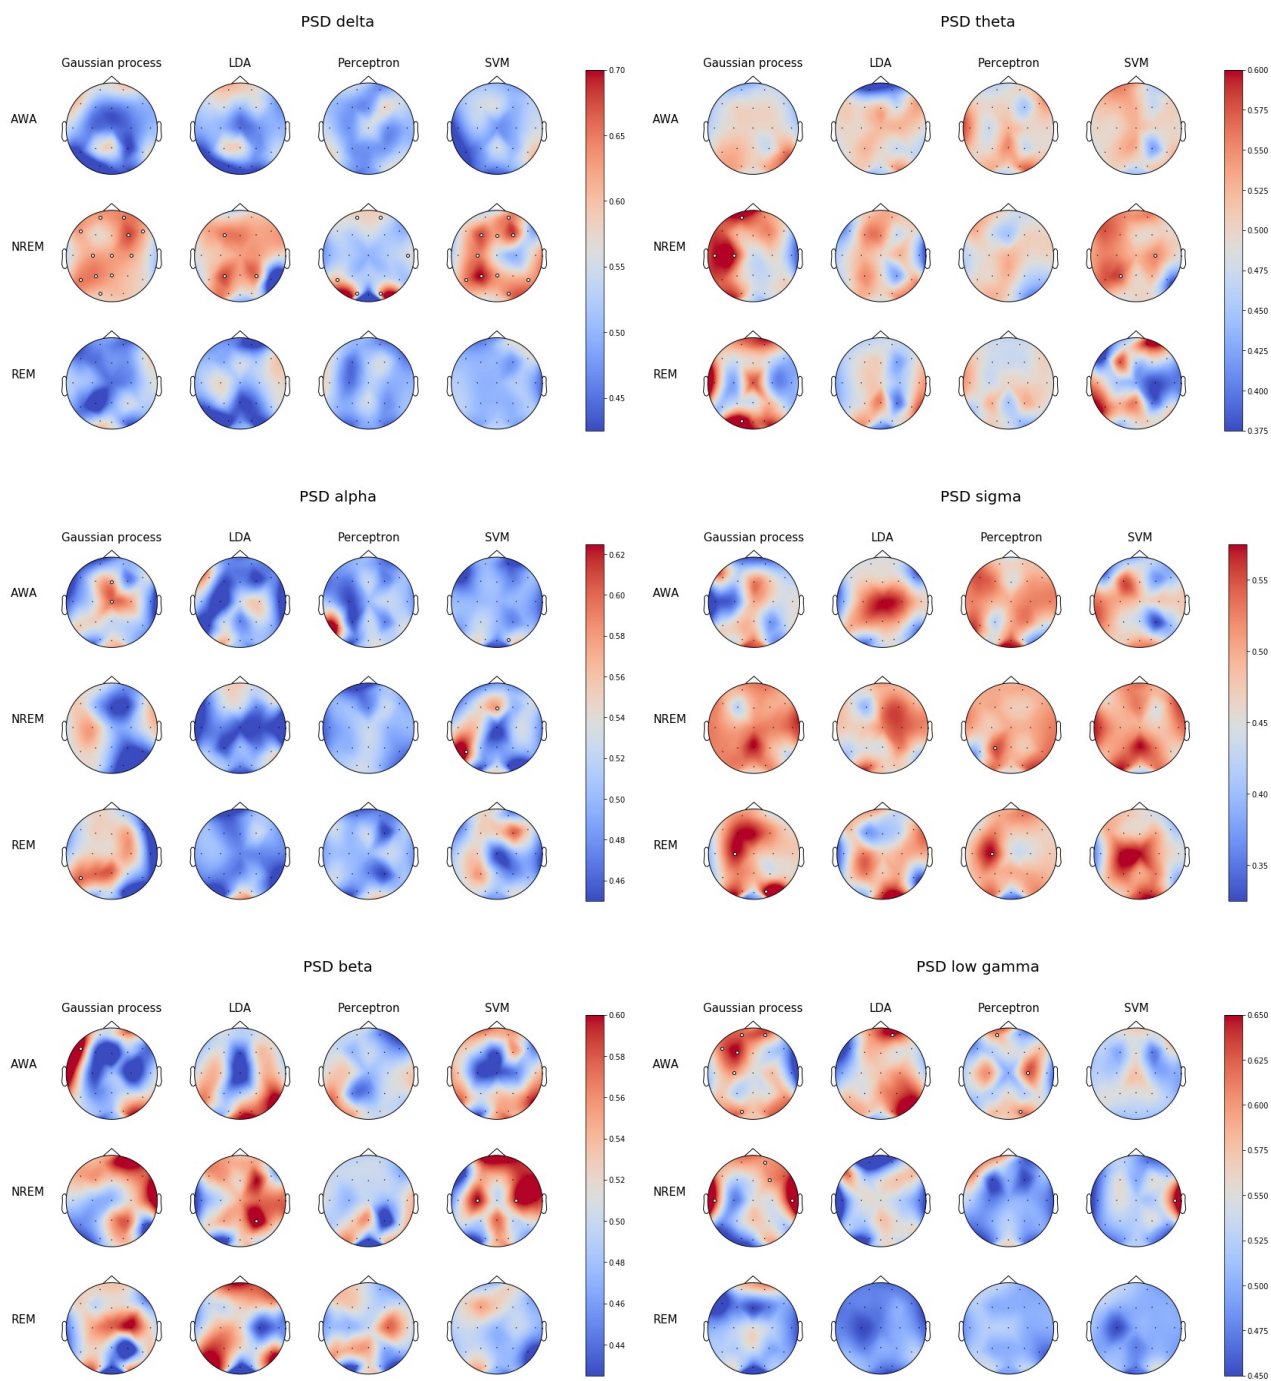 PSD delta
Gaussian process LDA Perceptron SVM
AWA
NREM
REM
0.70
0.65
0.60
0.55
0.50
0.45
PSD theta
Gaussian process LDA Perceptron SVM
AWA
NREM
REM
0.600
0.575
0.550
0.525
0.500
0.475
0.450
0.425
0.400
0.375
PSD alpha
Gaussian process LDA Perceptron SVM
AWA
NREM
REM
0.62
0.60
0.58
0.56
0.54
0.52
0.50
0.48
0.46
PSD sigma
Gaussian process LDA Perceptron SVM
AWA
NREM
REM
0.55
0.50
0.45
0.40
0.35
PSD beta
Gaussian process LDA Perceptron SVM
AWA
NREM
REM
0.60
0.58
0.56
0.54
0.52
0.50
0.48
0.46
0.44
PSD low gamma
Gaussian process LDA Perceptron SVM
AWA
NREM
REM
0.650
0.625
0.600
0.575
0.550
0.525
0.500
0.475
0.450